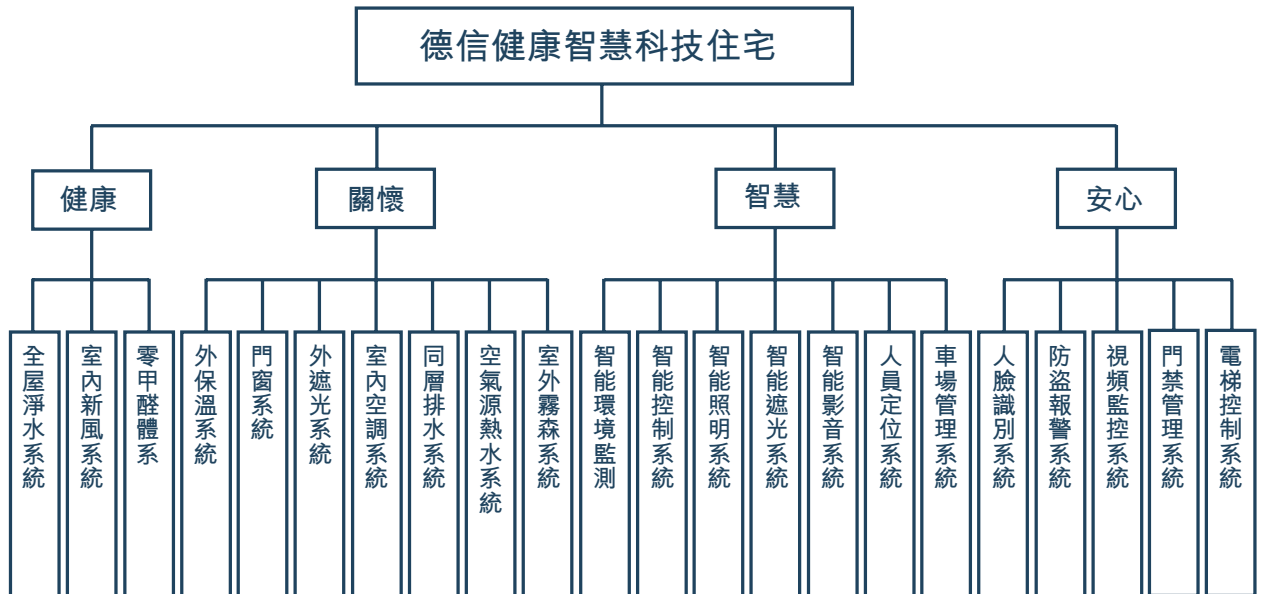 德信健康智慧科技住宅
健康
關懷
智慧
安心
全屋淨水系統
室內新風系統
零甲醛體系
外保溫系統
門窗系統
外遮光系統
室內空調系統
同層排水系統
空氣源熱水系統
室外霧森系統
智能環境監測
智能控制系統
智能照明系統
智能遮光系統
智能影音系統
人員定位系統
車場管理系統
人臉識別系統
防盜報警系統
視頻監控系統
門禁管理系統
電梯控制系統